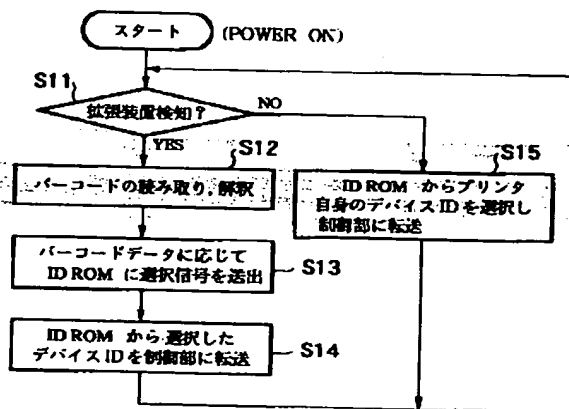 スタート (POWER ON)
S11
拡張装置検知?
NO
YES
S12
バーコードの読み取り,解釈
S15
ID ROM からプリンタ
自身のデバイス IDを選択し
制御部に転送
バーコードデータに応じて
ID ROM に選択信号を送出
S13
ID ROM から選択した
デバイス IDを制御部に転送
S14